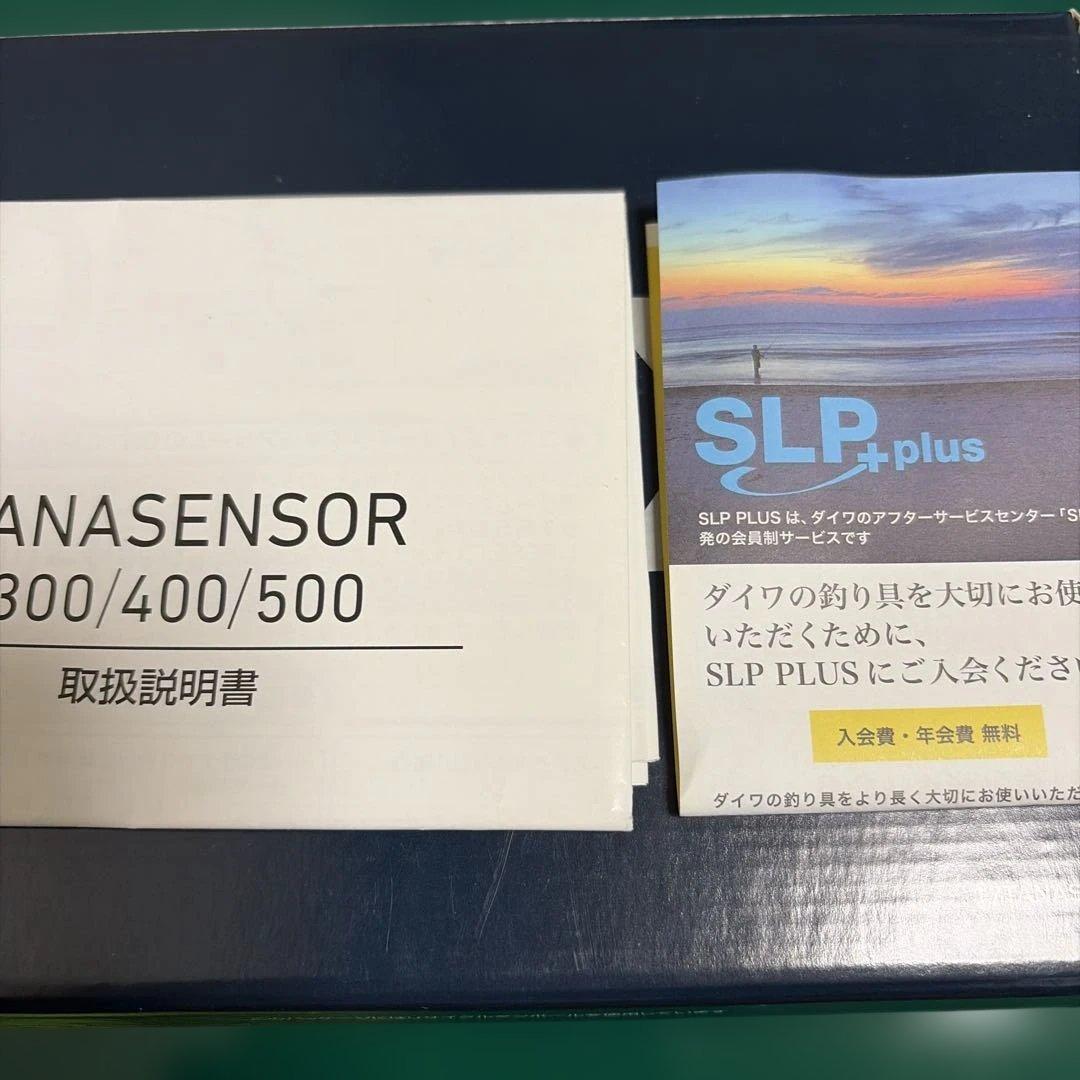 ANASENSOR
300/400/500
取扱説明書
SLP+plus
SLP PLUS は、ダイワのアフターサービスセンター「S
発の会員制サービスです
ダイワの釣り具を大切にお使
いただくために、
SLP PLUS にご入会くださ
入会費・年会費 無料
ダイワの釣り具をより長く大切にお使いいただ